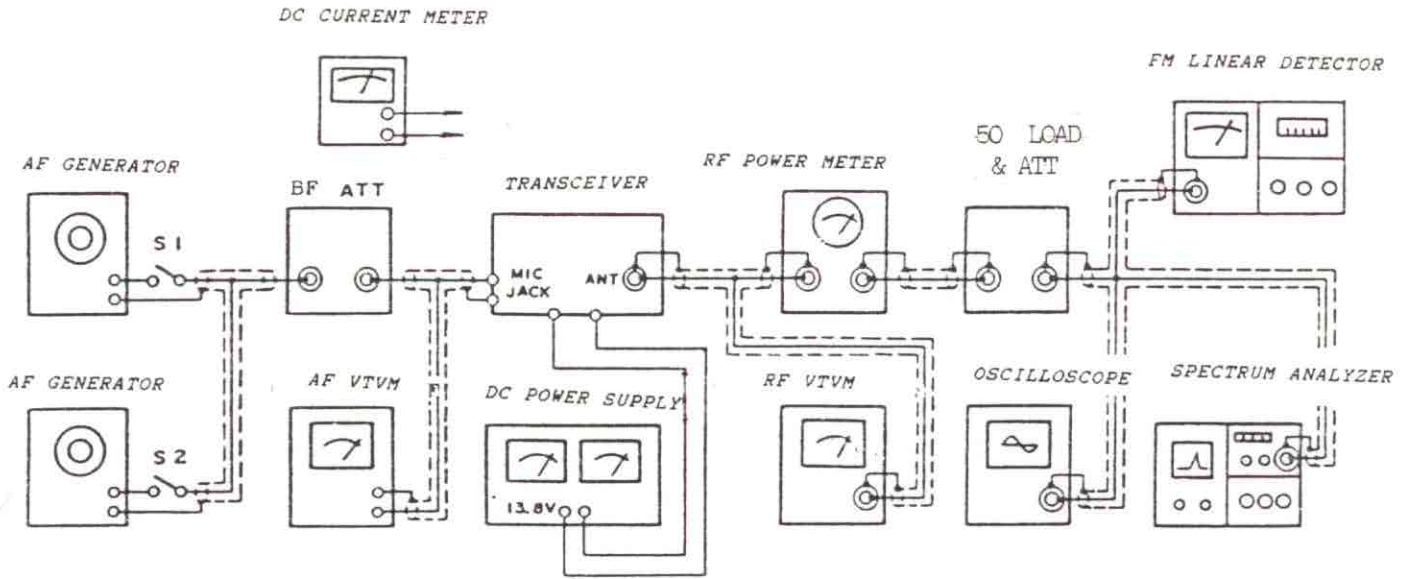 DC CURRENT METER
FM LINEAR DETECTOR
50 LOAD
& ATT
AF GENERATOR
BF ATT
TRANSCEIVER
RF POWER METER
S1
MIC
JACK
ANT
AF GENERATOR
AF VTVM
DC POWER SUPPLY
RF VTVM
OSCILLOSCOPE
SPECTRUM ANALYZER
S2
13.8V